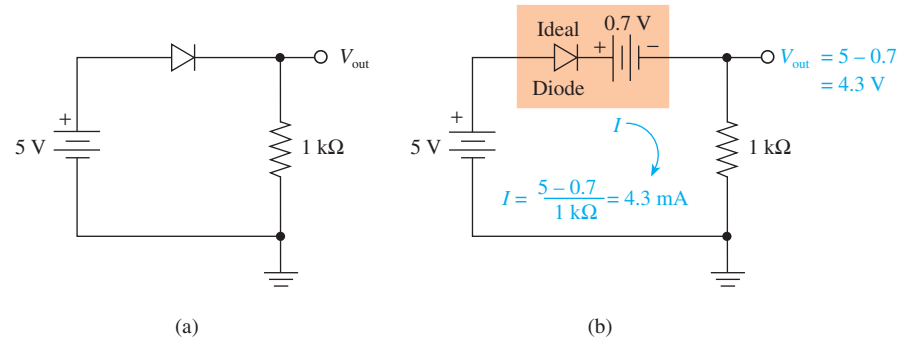 V_out
+
5 V
1 kΩ
(a)
Ideal
0.7 V
+ −
Diode
V_out = 5 – 0.7
= 4.3 V
+
5 V
I
1 kΩ
I = 5 – 0.7 / 1 kΩ = 4.3 mA
(b)